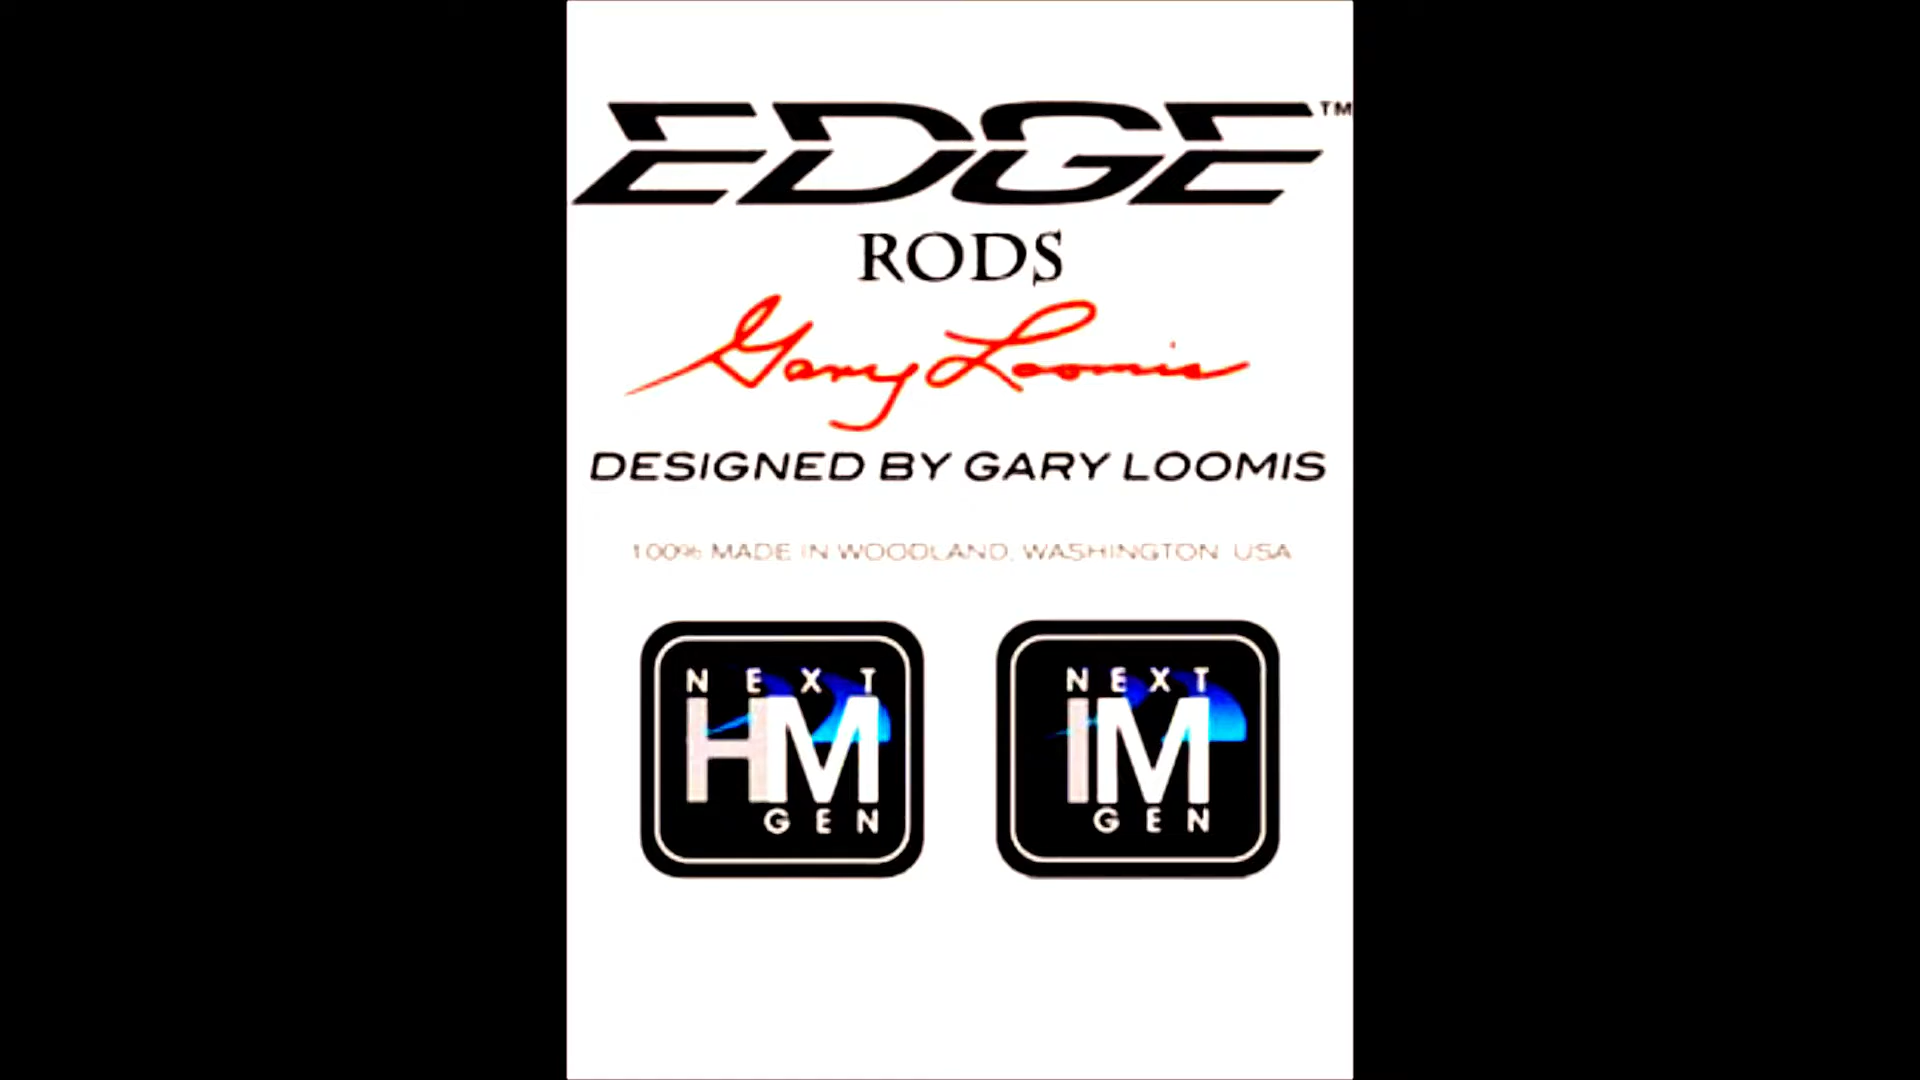 EDGE™
RODS
Gary Loomis
DESIGNED BY GARY LOOMIS
100% MADE IN WOODLAND, WASHINGTON USA
NEXT
HM
GEN
NEXT
IM
GEN